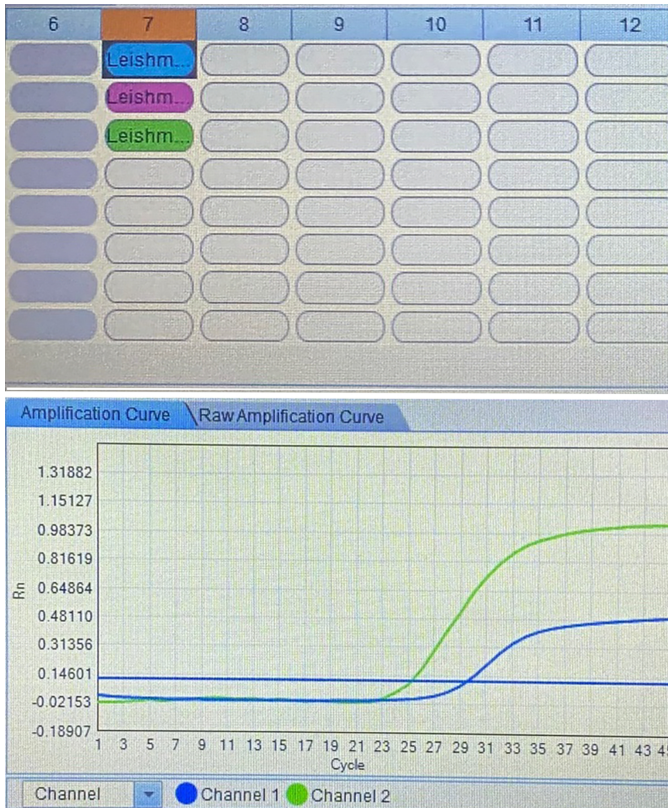 6 7 8 9 10 11 12
Leishm...
Leishm...
Leishm...
Amplification Curve Raw Amplification Curve
1.31882
1.15127
0.98373
0.81619
0.64864
0.48110
0.31356
0.14601
-0.02153
-0.18907
Rn
1 3 5 7 9 11 13 15 17 19 21 23 25 27 29 31 33 35 37 39 41 43
Cycle
Channel Channel 1 Channel 2